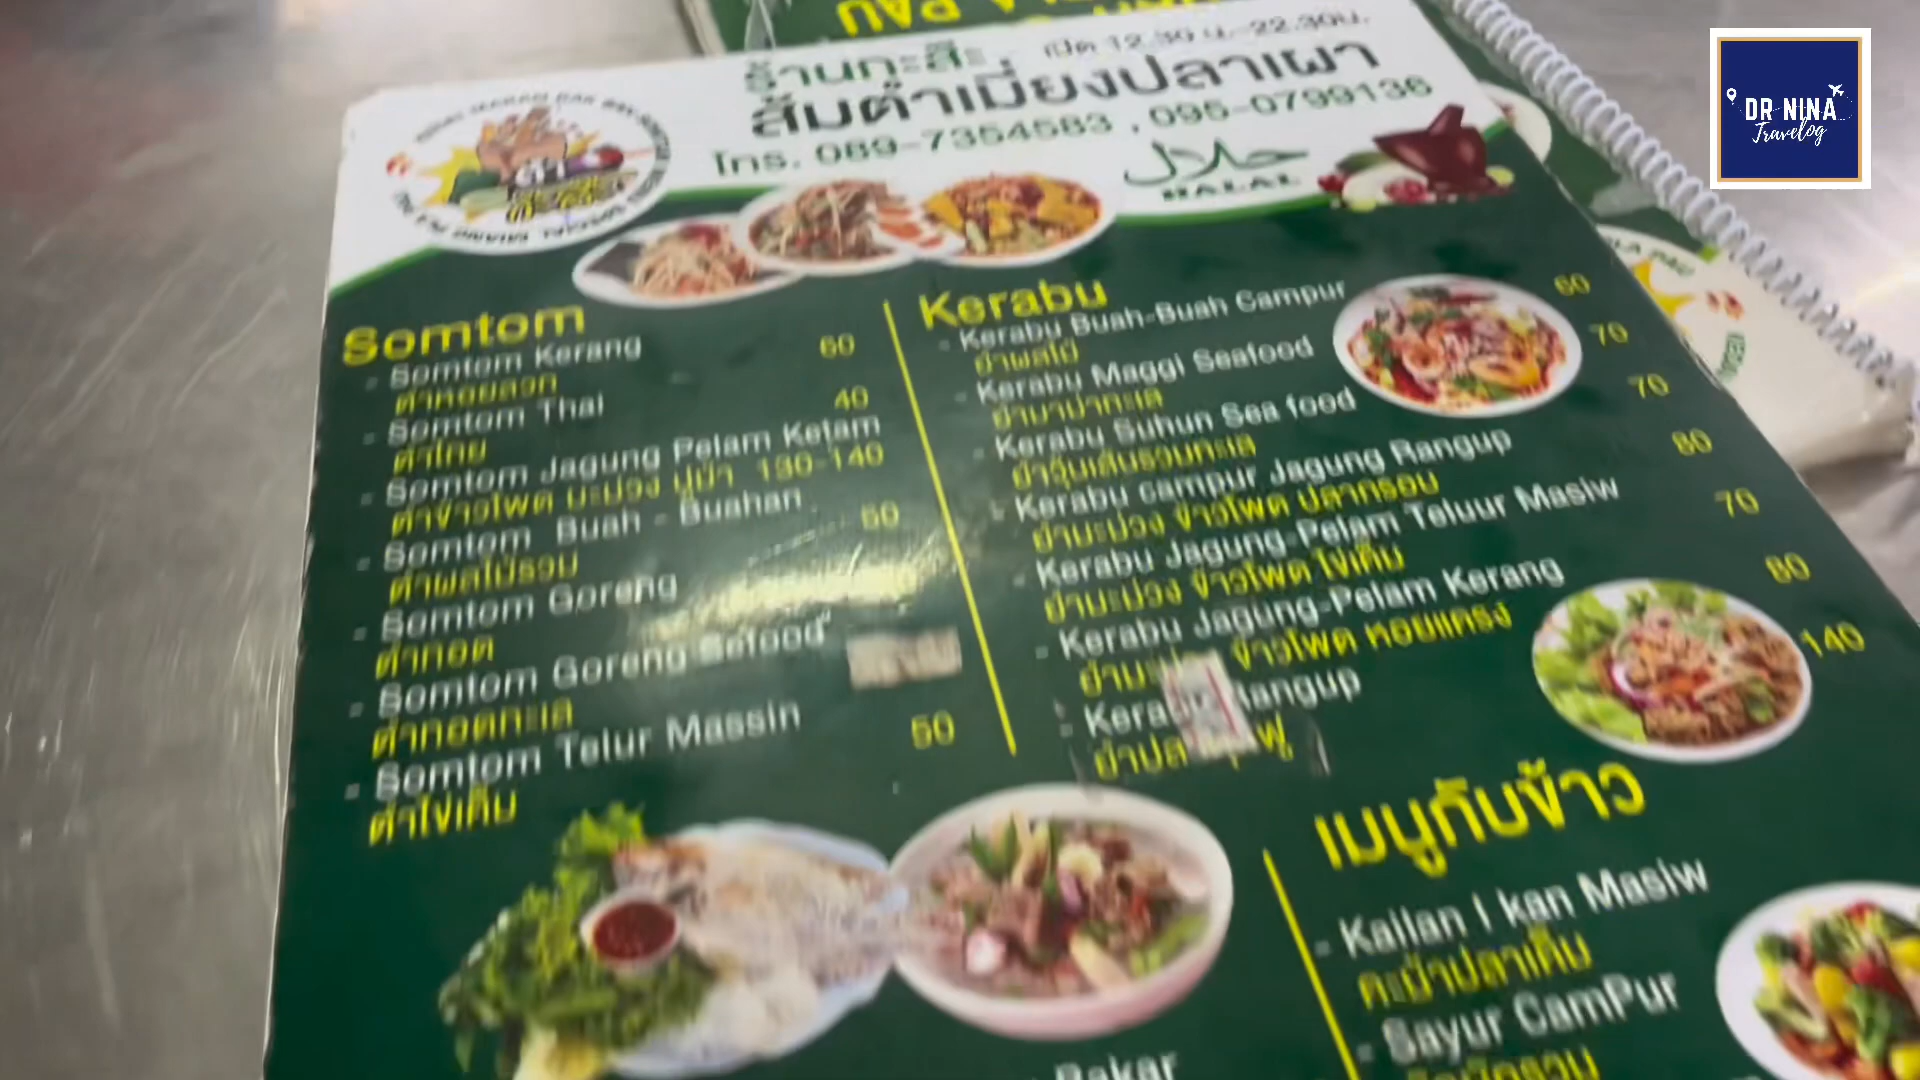 ร้านกะสีะ เปิด 12.30 น.-22.30น.
ส้มตำเมี่ยงปลาเผา
โทร. 089-7354583 , 095-0799136
حلال
HALAL
DR NINA
Travelog
Somtom
- Somtom Kerang 60
ตำหอยลวก
- Somtom Thai 40
ตำไทย
- Somtom Jagung Pelam Ketam
ตำข้าวโพด มะม่วง ปูม้า 130-140
- Somtom Buah - Buahan 50
ตำผลไม้รวม
- Somtom Goreng
ตำทอด
- Somtom Goreng Sefood
ตำทอดทะเล
- Somtom Telur Massin 50
ตำไข่เค็ม
Kerabu
- Kerabu Buah-Buah Campur 60
ยำผลไม้
- Kerabu Maggi Seafood 70
ยำมาม่าทะเล
- Kerabu Suhun Sea food 70
ยำวุ้นเส้นรวมทะเล
- Kerabu campur Jagung Rangup 80
ยำมะม่วง ข้าวโพด ปลากรอบ
- Kerabu Jagung-Pelam Teluur Masiw 70
ยำมะม่วง ข้าวโพด ไข่เค็ม
- Kerabu Jagung-Pelam Kerang 80
ข้าวโพด หอยแครง
140
เมนูกับข้าว
- Kailan I kan Masiw
คะน้าปลาเค็ม
- Sayur CamPur
Bakar